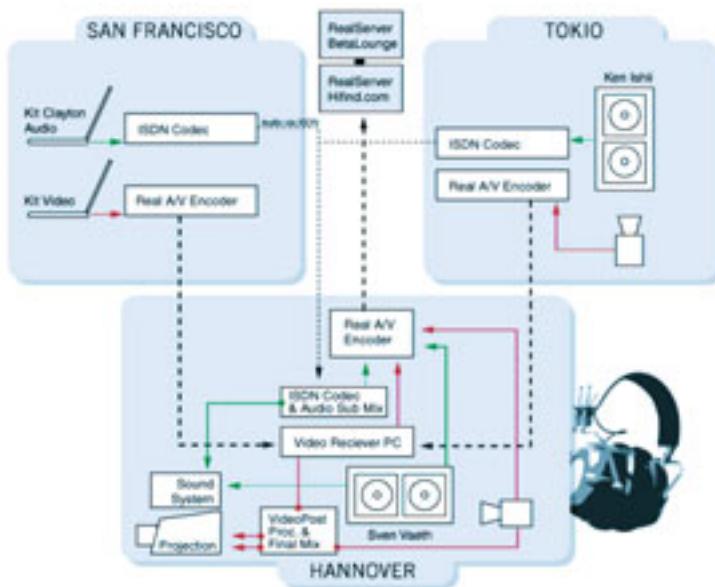 SAN FRANCISCO
RealServer
BetaLounge
RealServer
Hifind.com
TOKIO
Kit Clayton
Audio
ISDN Codec
Kit Video
Real A/V Encoder
Ken Ishii
ISDN Codec
Real A/V Encoder
Real A/V
Encoder
ISDN Codec
& Audio Sub Mix
Video Reciever PC
Sound
System
Projection
VideoPost
Proc. &
Final Mix
Sven Vaeth
HANNOVER